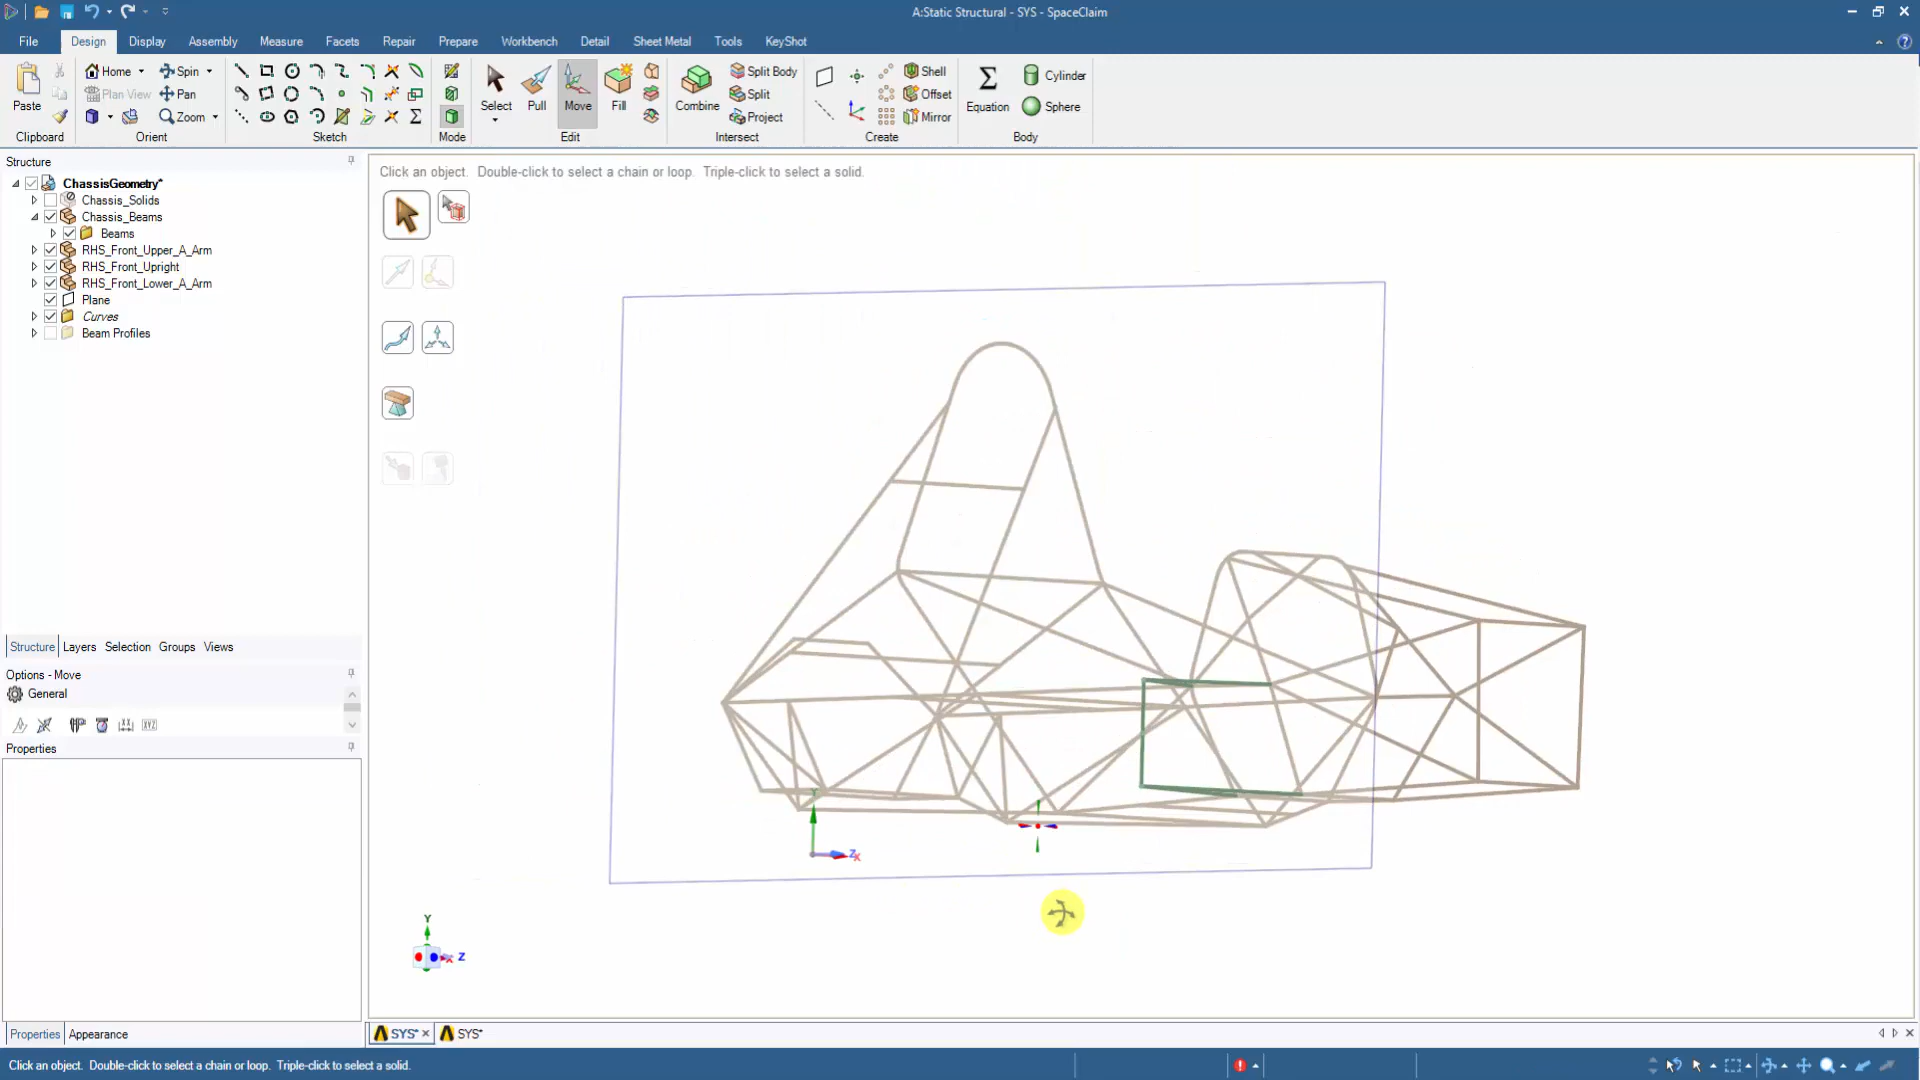 A:Static Structural - SYS - SpaceClaim
File Design Display Assembly Measure Facets Repair Prepare Workbench Detail Sheet Metal Tools KeyShot
Paste
Home Spin
Plan View Pan
Zoom
Select Pull Move Fill
Combine
Split Body
Split
Project
Shell
Offset
Mirror
Equation
Cylinder
Sphere
Clipboard Orient Sketch Mode Edit Intersect Create Body
Structure
ChassisGeometry*
Chassis_Solids
Chassis_Beams
Beams
RHS_Front_Upper_A_Arm
RHS_Front_Upright
RHS_Front_Lower_A_Arm
Plane
Curves
Beam Profiles
Structure Layers Selection Groups Views
Options - Move
General
Properties
Properties Appearance
Click an object. Double-click to select a chain or loop. Triple-click to select a solid.
Y
Z
X
Y
X
Z
SYS* SYS*
Click an object. Double-click to select a chain or loop. Triple-click to select a solid.